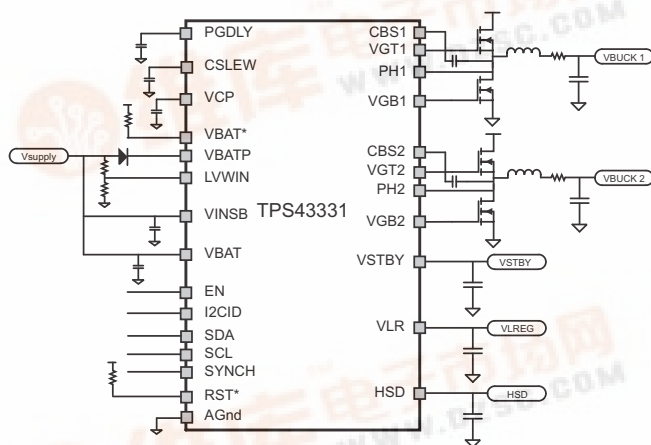 PGDLY
CSLEW
VCP
VBAT*
VBATP
LVWIN
VINSB
VBAT
EN
I2CID
SDA
SCL
SYNCH
RST*
AGnd
Vsupply
TPS43331
CBS1
VGT1
PH1
VGB1
CBS2
VGT2
PH2
VGB2
VSTBY
VLR
HSD
VBUCK 1
VBUCK 2
VSTBY
VLREG
HSD